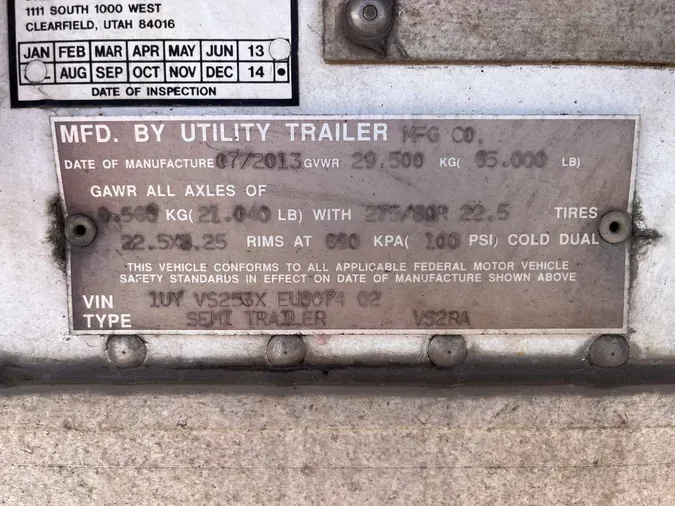 1111 SOUTH 1000 WEST
CLEARFIELD, UTAH 84016
JAN FEB MAR APR MAY JUN 13
AUG SEP OCT NOV DEC 14
DATE OF INSPECTION
MFD. BY UTILITY TRAILER MFG CO.
DATE OF MANUFACTURE 07/2013 GVWR 29.500 KG( 65.000 LB)
GAWR ALL AXLES OF
KG( 21.040 LB) WITH 275/80R 22.5 TIRES
22.5X8.25 RIMS AT 690 KPA( 100 PSI) COLD DUAL
THIS VEHICLE CONFORMS TO ALL APPLICABLE FEDERAL MOTOR VEHICLE
SAFETY STANDARDS IN EFFECT ON DATE OF MANUFACTURE SHOWN ABOVE
VIN 1UY VS253X 02
TYPE SEMI TRAILER VS2RA